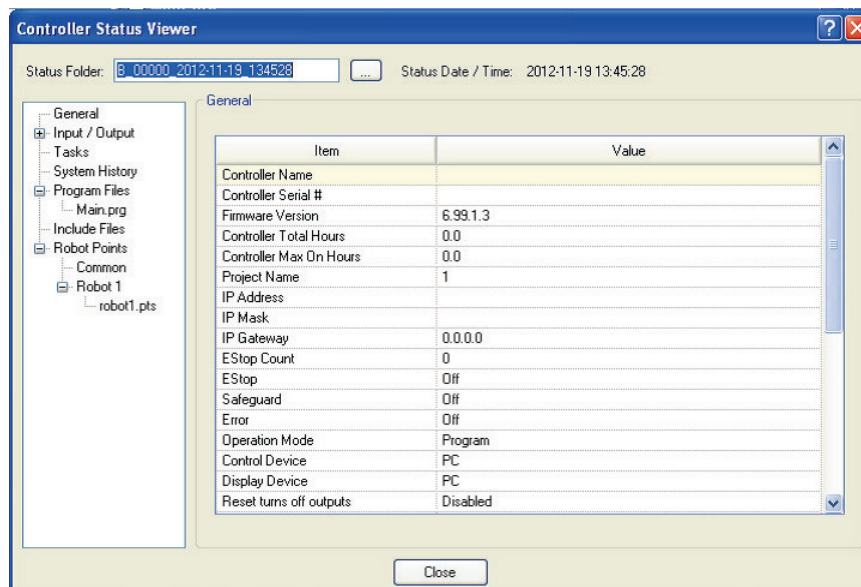 Controller Status Viewer
Status Folder: B_00000_2012-11-19_134528 ... Status Date / Time: 2012-11-19 13:45:28
General
Input / Output
Tasks
System History
Program Files
Main.prg
Include Files
Robot Points
Common
Robot 1
robot1.pts
General
Item Value
Controller Name
Controller Serial #
Firmware Version 6.99.1.3
Controller Total Hours 0.0
Controller Max On Hours 0.0
Project Name 1
IP Address
IP Mask
IP Gateway 0.0.0.0
EStop Count 0
EStop Off
Safeguard Off
Error Off
Operation Mode Program
Control Device PC
Display Device PC
Reset turns off outputs Disabled
Close